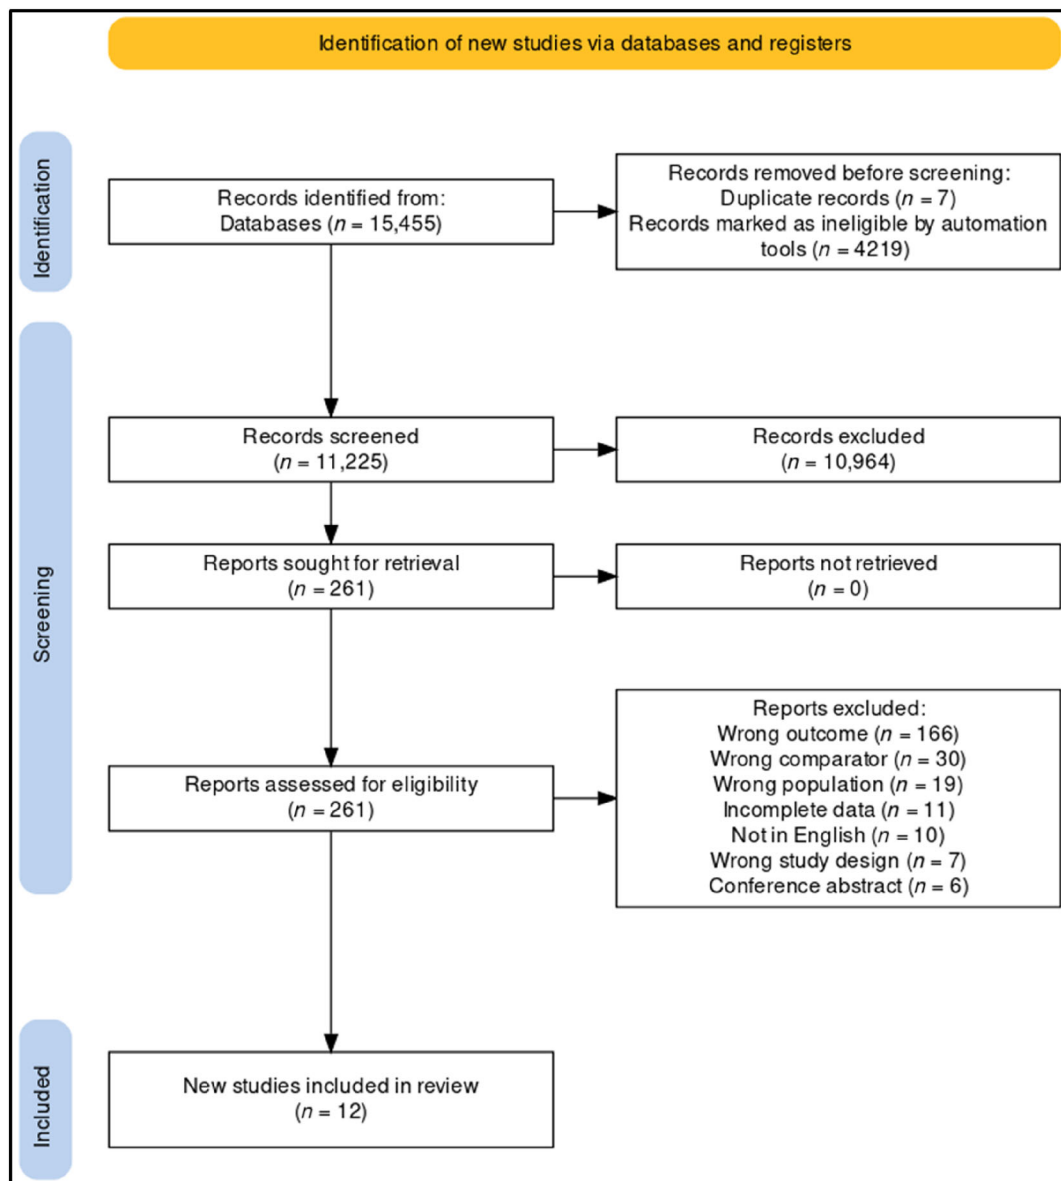 Identification of new studies via databases and registers
Identification
Records identified from:
Databases (n = 15,455)
Records removed before screening:
Duplicate records (n = 7)
Records marked as ineligible by automation
tools (n = 4219)
Screening
Records screened
(n = 11,225)
Records excluded
(n = 10,964)
Reports sought for retrieval
(n = 261)
Reports not retrieved
(n = 0)
Reports assessed for eligibility
(n = 261)
Reports excluded:
Wrong outcome (n = 166)
Wrong comparator (n = 30)
Wrong population (n = 19)
Incomplete data (n = 11)
Not in English (n = 10)
Wrong study design (n = 7)
Conference abstract (n = 6)
Included
New studies included in review
(n = 12)